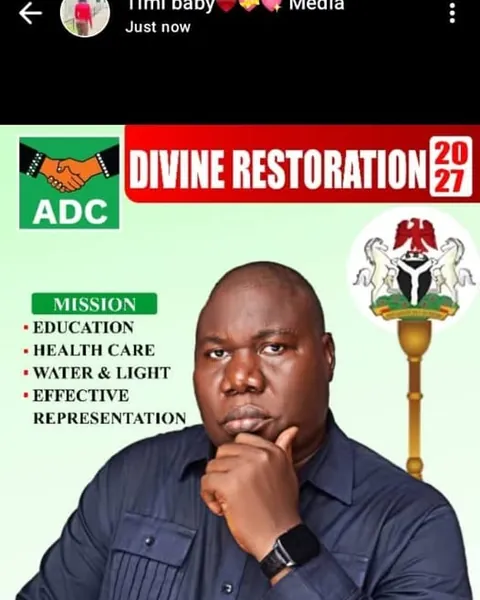 Timi baby❤️💝💖 Media
Just now
ADC
DIVINE RESTORATION
20
27
MISSION
▪ EDUCATION
▪ HEALTH CARE
▪ WATER & LIGHT
▪ EFFECTIVE
REPRESENTATION